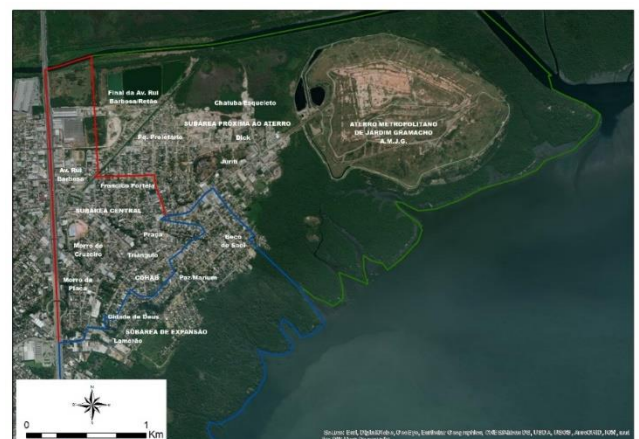 Final da Av. Rui
Barbosa/Retão
Chatuba/Esqueleto
SUBÁREA PRÓXIMA AO ATERRO
Dick
ATERRO METROPOLITANO
DE JARDIM GRAMACHO
A.M.J.G.
Av. Rui
Barbosa
Francisco Portela
SUBÁREA CENTRAL
Praça
Beco
do Saci
Morro do
Cruzeiro
Triângulo
COHAB
Morro da
Placa
Cidade de Deus
SUBÁREA DE EXPANSÃO
Lamarão
N
0 1
Km